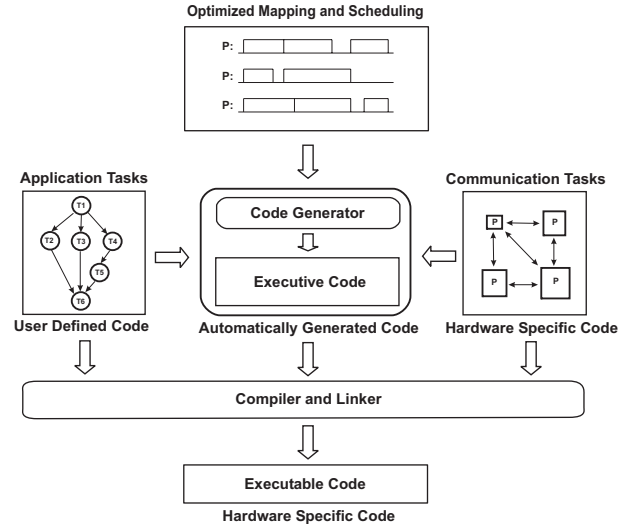 Optimized Mapping and Scheduling
P:
P:
P:
Application Tasks
T1
T2 T3 T4
T5
T6
User Defined Code
Code Generator
Executive Code
Automatically Generated Code
Communication Tasks
P P
P P
Hardware Specific Code
Compiler and Linker
Executable Code
Hardware Specific Code